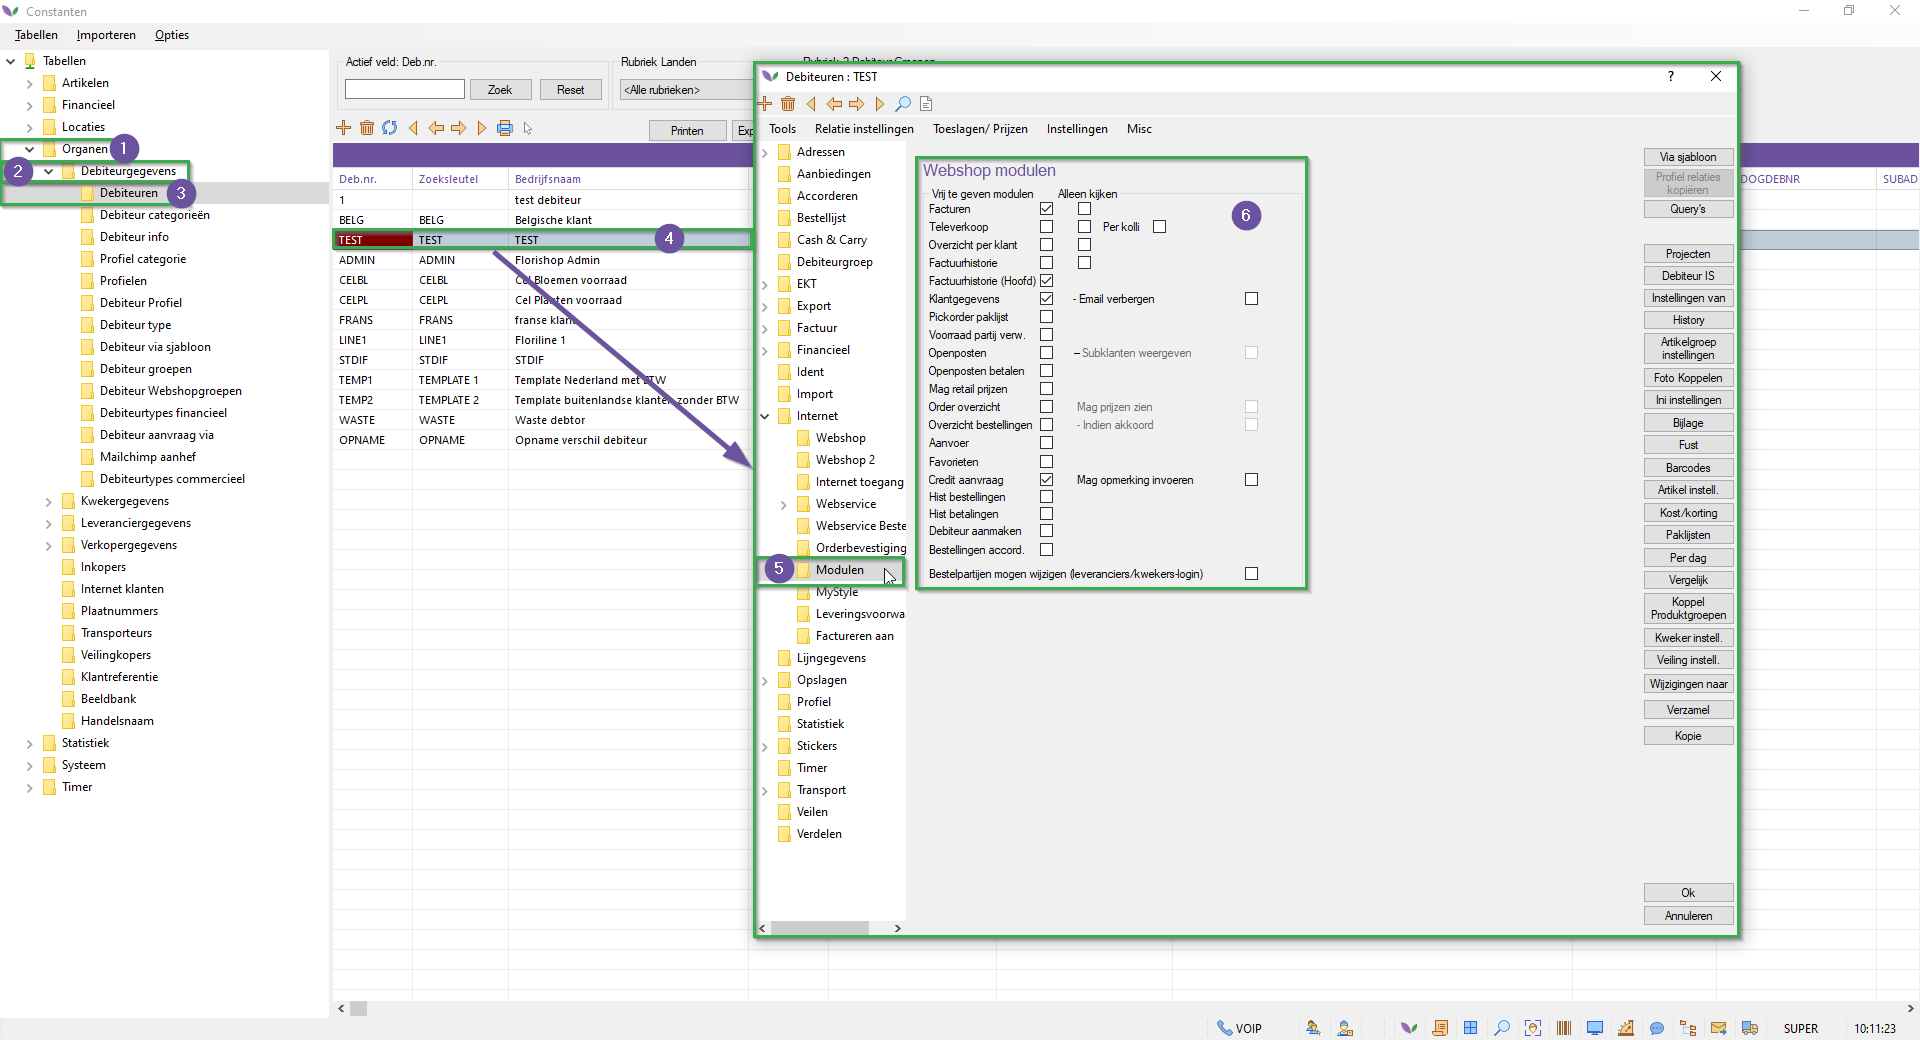 Constanten
Tabellen Importeren Opties
Tabellen
Artikelen
Financieel
Locaties
Organen 1
2 Debiteurgegevens
Debiteuren 3
Debiteur categorieën
Debiteur info
Profiel categorie
Profielen
Debiteur Profiel
Debiteur type
Debiteur via sjabloon
Debiteur groepen
Debiteur Webshopgroepen
Debiteurtypes financieel
Debiteur aanvraag via
Mailchimp aanhef
Debiteurtypes commercieel
Kwekergegevens
Leveranciergegevens
Verkopergegevens
Inkopers
Internet klanten
Plaatnummers
Transporteurs
Veilingkopers
Klantreferentie
Beeldbank
Handelsnaam
Statistiek
Systeem
Timer
Actief veld: Deb.nr.
Zoek Reset
Rubriek Landen
<Alle rubrieken>
Printen Exp
Deb.nr. Zoeksleutel Bedrijfsnaam
1 test debiteur
BELG BELG Belgische klant
TEST TEST TEST 4
ADMIN ADMIN Florishop Admin
CELBL CELBL Cel Bloemen voorraad
CELPL CELPL Cel Planten voorraad
FRANS FRANS franse klant
LINE1 LINE1 Floriline 1
STDIF STDIF STDIF
TEMP1 TEMPLATE 1 Template Nederland met BTW
TEMP2 TEMPLATE 2 Template buitenlandse klanten zonder BTW
WASTE WASTE Waste debtor
OPNAME OPNAME Opname verschil debiteur
DOGDEBNR SUBAD
Rubriek 2 Debiteur Groepen
Debiteuren : TEST ?
Tools Relatie instellingen Toeslagen/ Prijzen Instellingen Misc
Adressen
Aanbiedingen
Accorderen
Bestellijst
Cash & Carry
Debiteurgroep
EKT
Export
Factuur
Financieel
Ident
Import
Internet
Webshop
Webshop 2
Internet toegang
Webservice
Webservice Beste
Orderbevestiging
5 Modulen
MyStyle
Leveringsvoorwa
Factureren aan
Lijngegevens
Opslagen
Profiel
Statistiek
Stickers
Timer
Transport
Veilen
Verdelen
Webshop modulen
Vrij te geven modulen Alleen kijken
6
Facturen
Televerkoop Per kolli
Overzicht per klant
Factuurhistorie
Factuurhistorie (Hoofd)
Klantgegevens - Email verbergen
Pickorder paklijst
Voorraad partij verw.
Openposten – Subklanten weergeven
Openposten betalen
Mag retail prijzen
Order overzicht Mag prijzen zien
Overzicht bestellingen - Indien akkoord
Aanvoer
Favorieten
Credit aanvraag Mag opmerking invoeren
Hist bestellingen
Hist betalingen
Debiteur aanmaken
Bestellingen accord.
Bestelpartijen mogen wijzigen (leveranciers/kwekers-login)
Via sjabloon
Profiel relaties
kopiëren
Query's
Projecten
Debiteur IS
Instellingen van
History
Artikelgroep
instellingen
Foto Koppelen
Ini instellingen
Bijlage
Fust
Barcodes
Artikel instell.
Kost/korting
Paklijsten
Per dag
Vergelijk
Koppel
Produktgroepen
Kweker instell.
Veiling instell.
Wijzigingen naar
Verzamel
Kopie
Ok
Annuleren
VOIP SUPER 10:11:23